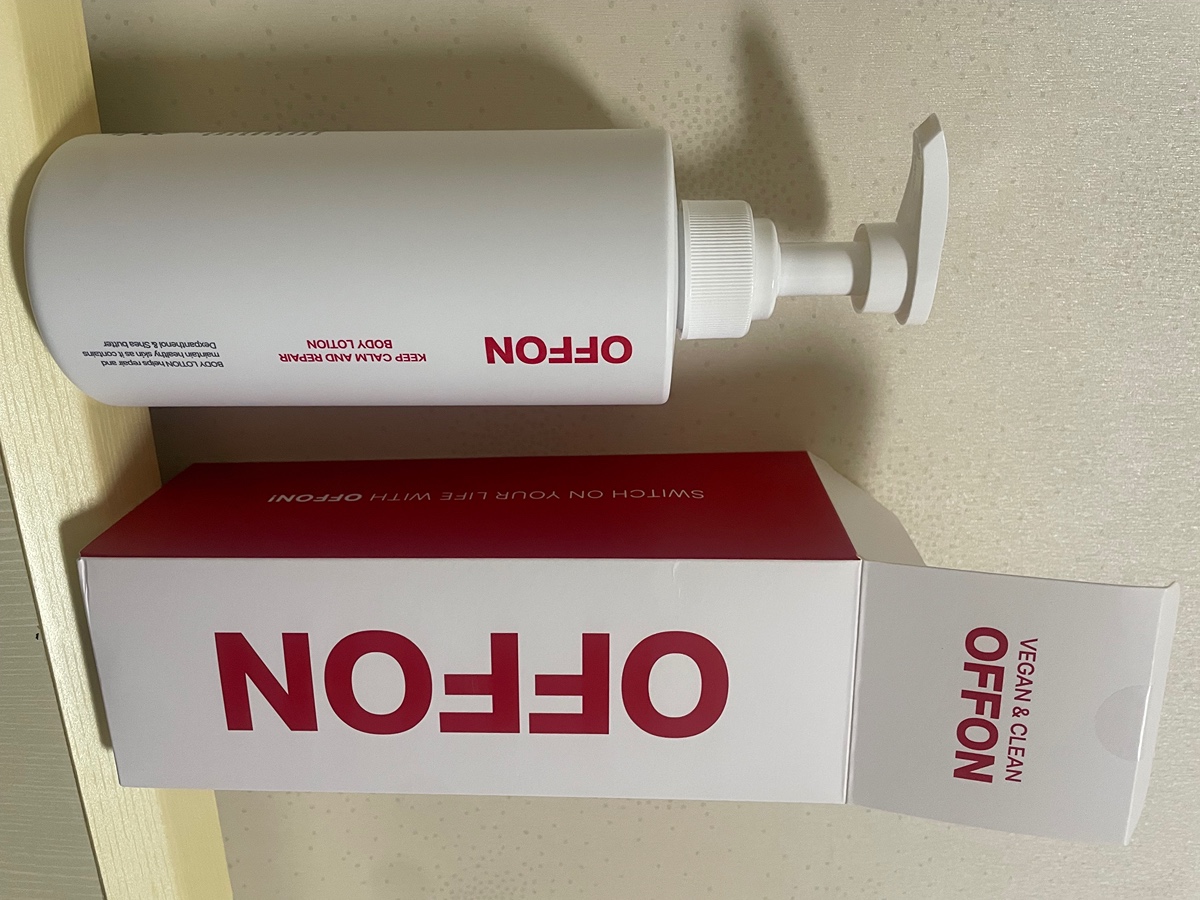 OFFON
KEEP CALM AND REPAIR
BODY LOTION
BODY LOTION helps repair and
maintain healthy skin as it contains
Dexpanthenol & Shea butter
SWITCH ON YOUR LIFE WITH OFFON!
OFFON
VEGAN & CLEAN
OFFON